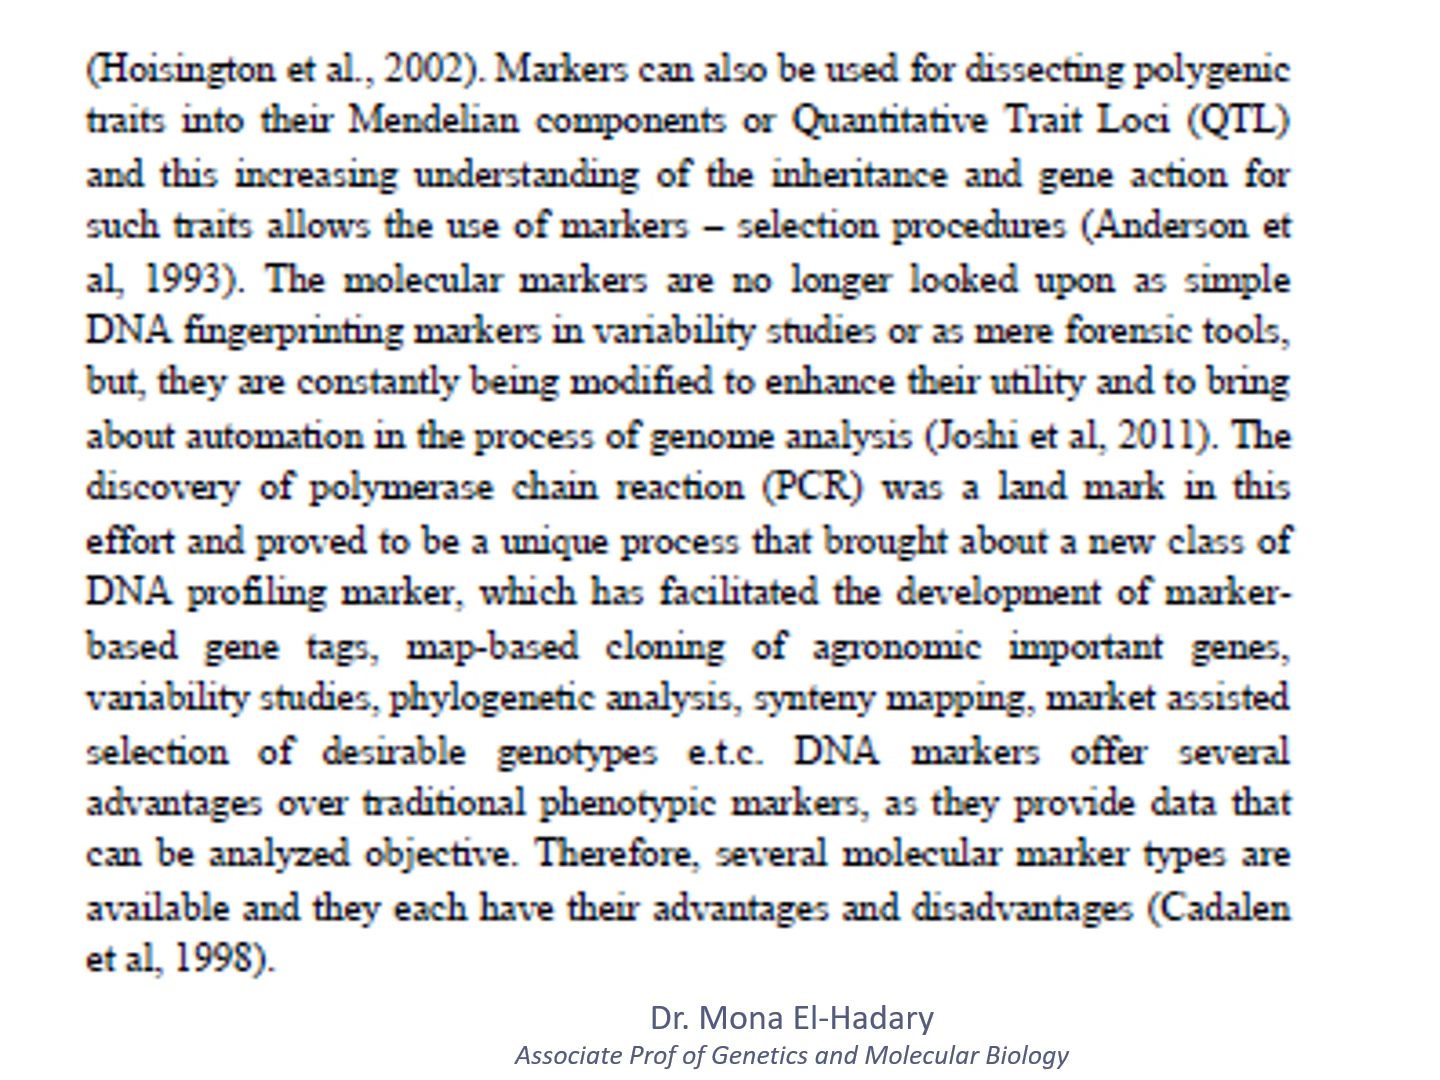 (Hoisington et al., 2002). Markers can also be used for dissecting polygenic
traits into their Mendelian components or Quantitative Trait Loci (QTL)
and this increasing understanding of the inheritance and gene action for
such traits allows the use of markers – selection procedures (Anderson et
al, 1993). The molecular markers are no longer looked upon as simple
DNA fingerprinting markers in variability studies or as mere forensic tools,
but, they are constantly being modified to enhance their utility and to bring
about automation in the process of genome analysis (Joshi et al, 2011). The
discovery of polymerase chain reaction (PCR) was a land mark in this
effort and proved to be a unique process that brought about a new class of
DNA profiling marker, which has facilitated the development of marker-
based gene tags, map-based cloning of agronomic important genes,
variability studies, phylogenetic analysis, synteny mapping, market assisted
selection of desirable genotypes e.t.c. DNA markers offer several
advantages over traditional phenotypic markers, as they provide data that
can be analyzed objective. Therefore, several molecular marker types are
available and they each have their advantages and disadvantages (Cadalen
et al, 1998).
Dr. Mona El-Hadary
Associate Prof of Genetics and Molecular Biology